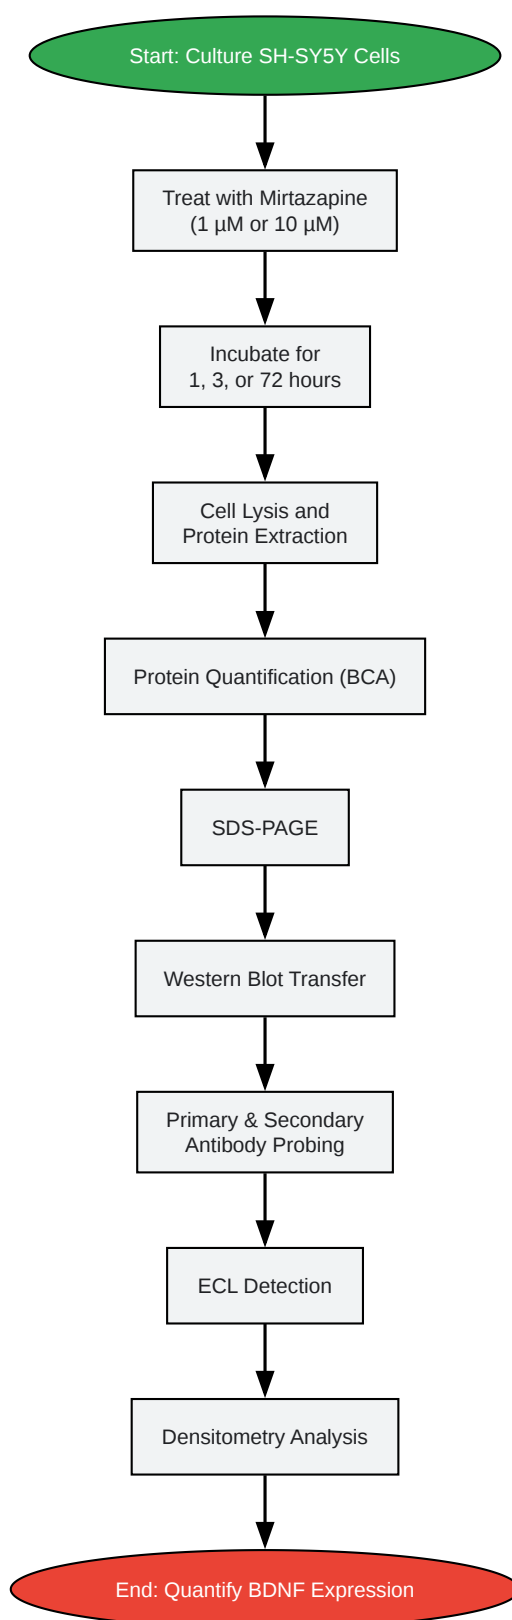 Start: Culture SH-SY5Y Cells
Treat with Mirtazapine
(1 µM or 10 µM)
Incubate for
1, 3, or 72 hours
Cell Lysis and
Protein Extraction
Protein Quantification (BCA)
SDS-PAGE
Western Blot Transfer
Primary & Secondary
Antibody Probing
ECL Detection
Densitometry Analysis
End: Quantify BDNF Expression